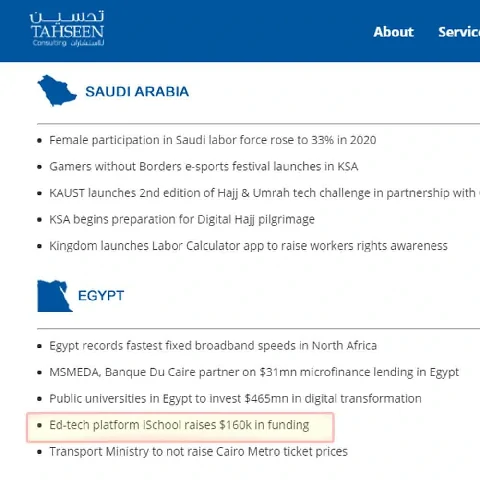 تحسين
TAHSEEN
Consulting للاستشارات
About
Servic
SAUDI ARABIA
Female participation in Saudi labor force rose to 33% in 2020
Gamers without Borders e-sports festival launches in KSA
KAUST launches 2nd edition of Hajj & Umrah tech challenge in partnership with
KSA begins preparation for Digital Hajj pilgrimage
Kingdom launches Labor Calculator app to raise workers rights awareness
EGYPT
Egypt records fastest fixed broadband speeds in North Africa
MSMEDA, Banque Du Caire partner on $31mn microfinance lending in Egypt
Public universities in Egypt to invest $465mn in digital transformation
Ed-tech platform iSchool raises $160k in funding
Transport Ministry to not raise Cairo Metro ticket prices